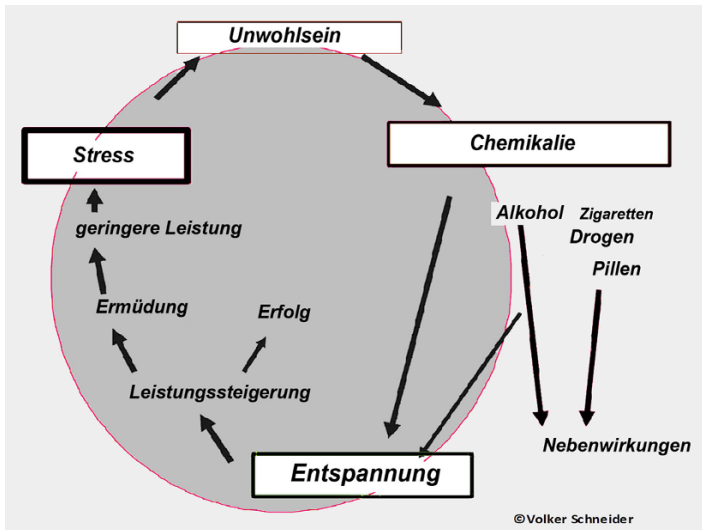 Unwohlsein
Stress
Chemikalie
Alkohol
Zigaretten
Drogen
Pillen
geringere Leistung
Ermüdung
Erfolg
Leistungssteigerung
Nebenwirkungen
Entspannung
©Volker Schneider